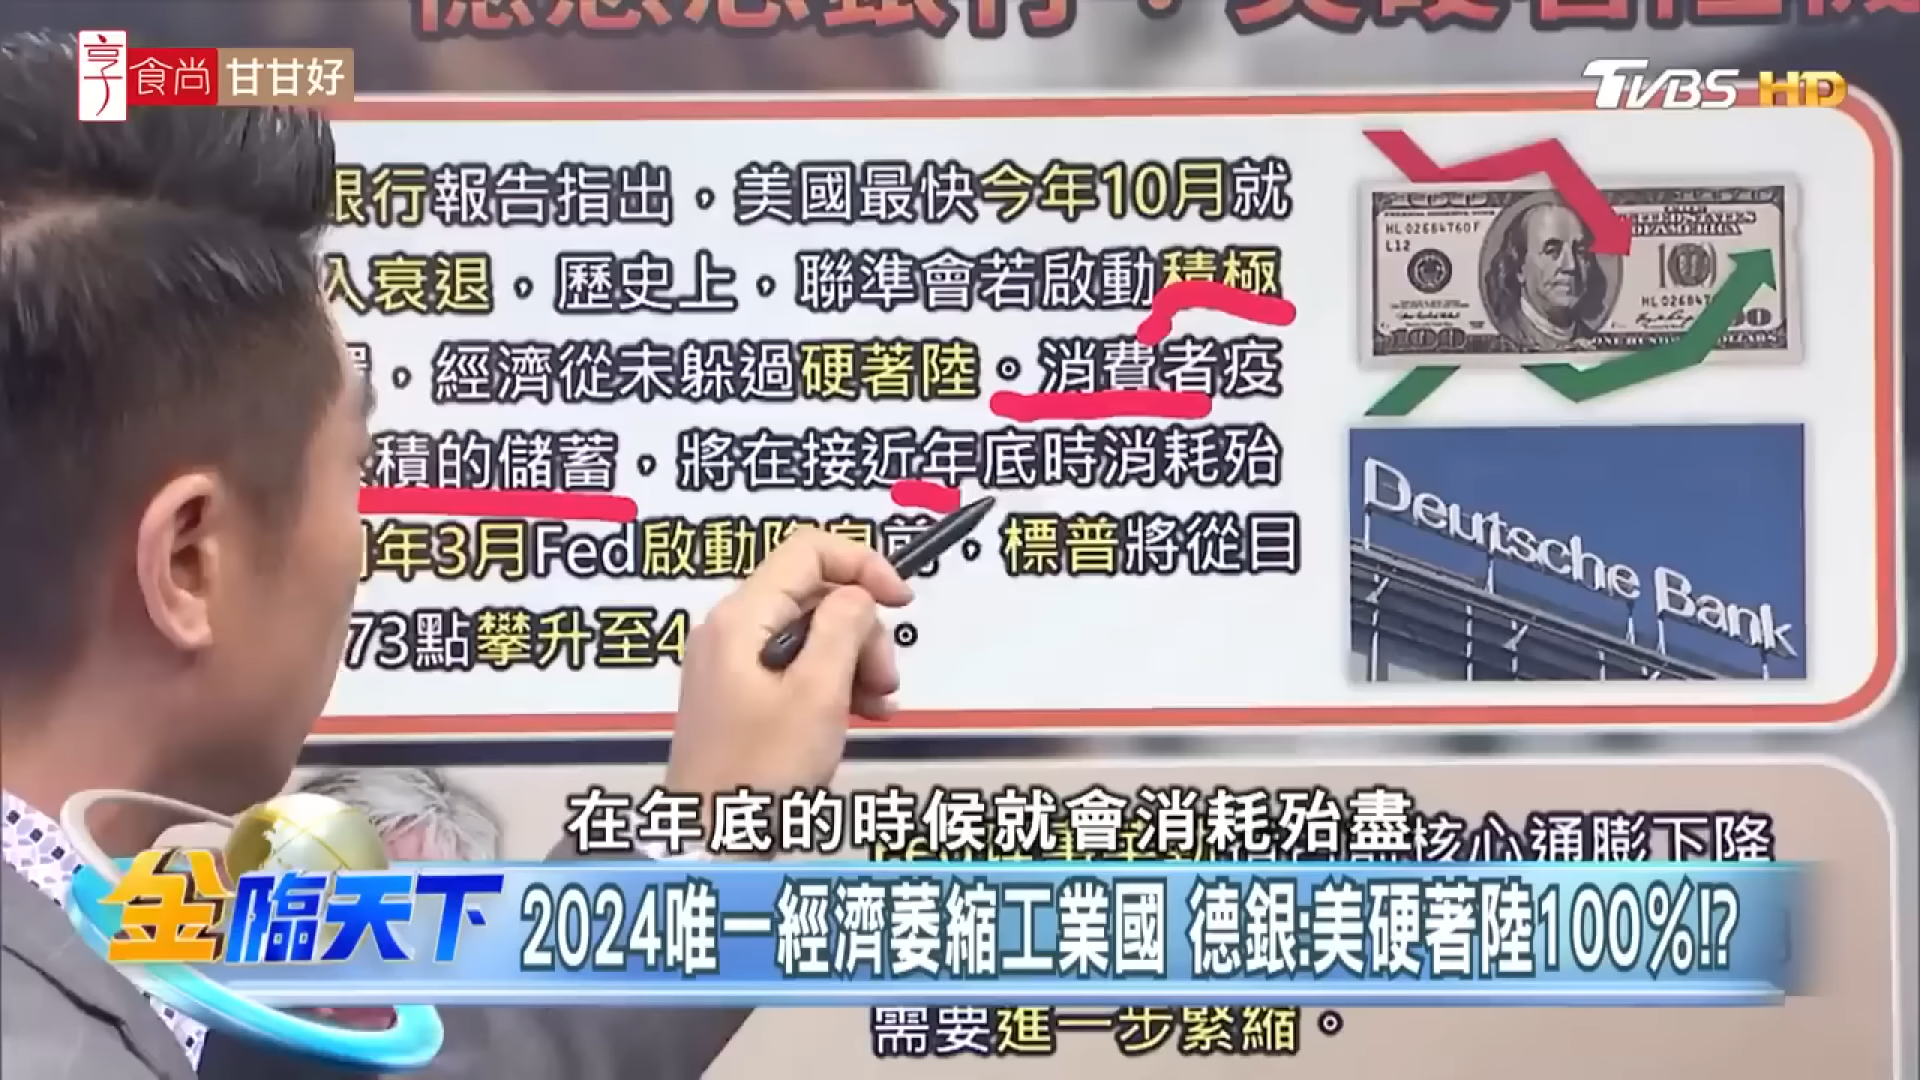 享食尚 甘甘好
TVBS HD
銀行報告指出，美國最快今年10月就
入衰退，歷史上，聯準會若啟動積極
，經濟從未躲過硬著陸。消費者疫
積的儲蓄，將在接近年底時消耗殆
年3月Fed啟動降息前，標普將從目
73點攀升至4 。
HL02684760F
L12
100
Deutsche Bank
在年底的時候就會消耗殆盡
核心通膨下降
金臨天下
2024唯一經濟萎縮工業國 德銀:美硬著陸100%!?
需要進一步緊縮。